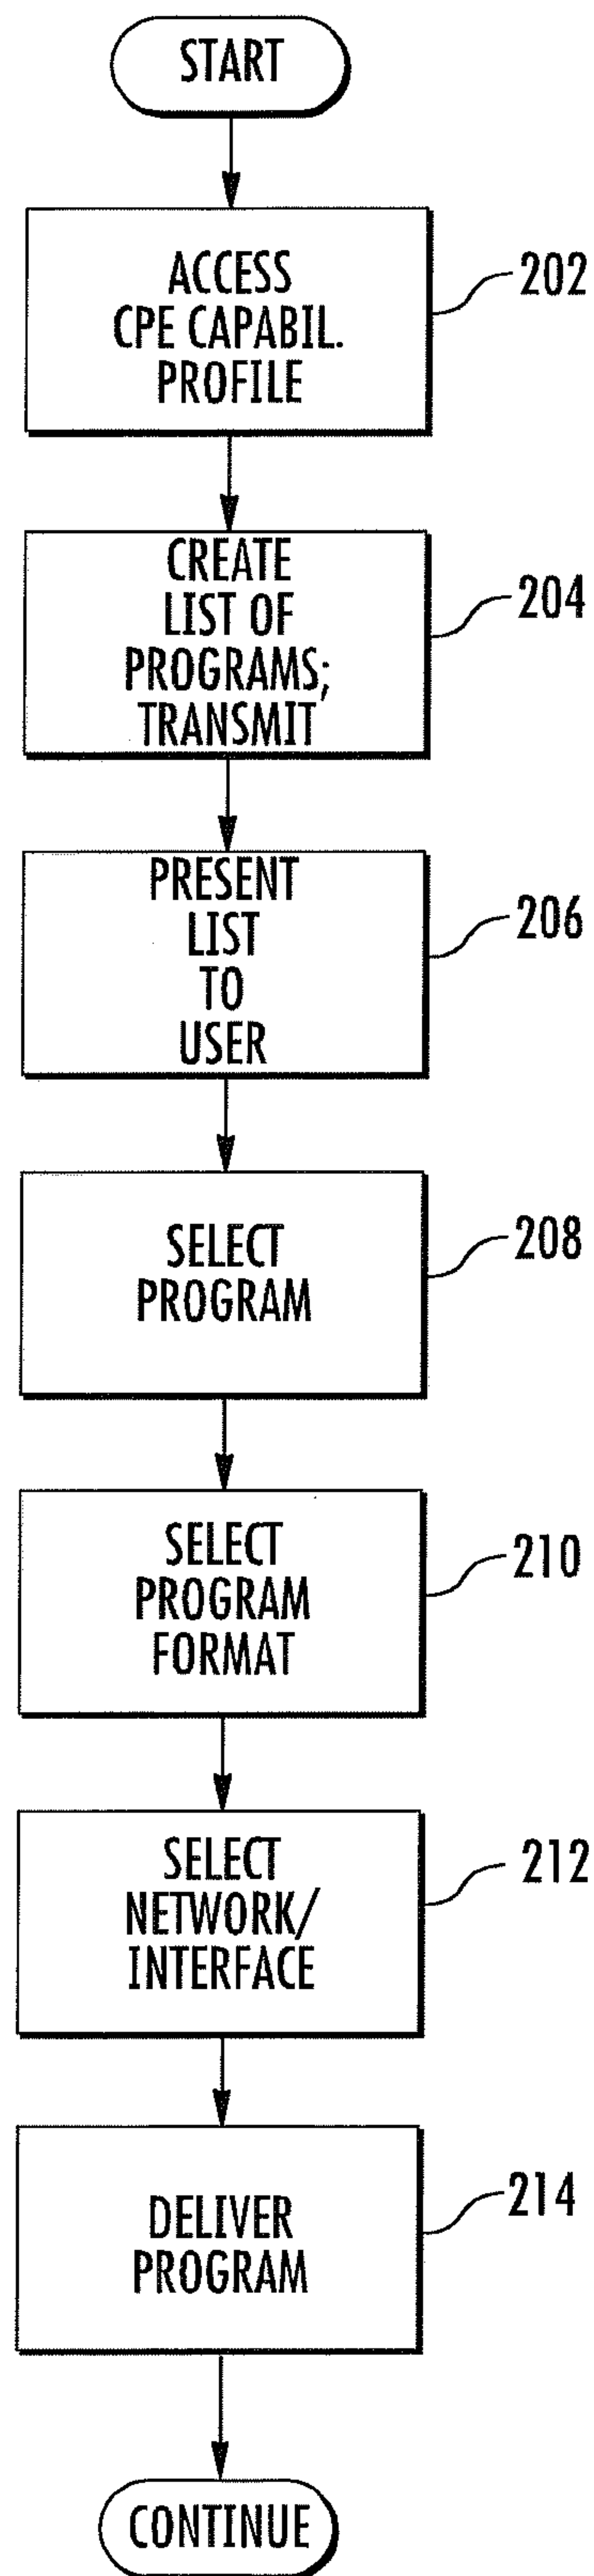 START
ACCESS
CPE CAPABIL.
PROFILE
202
CREATE
LIST OF
PROGRAMS;
TRANSMIT
204
PRESENT
LIST
TO
USER
206
SELECT
PROGRAM
208
SELECT
PROGRAM
FORMAT
210
SELECT
NETWORK/
INTERFACE
212
DELIVER
PROGRAM
214
CONTINUE